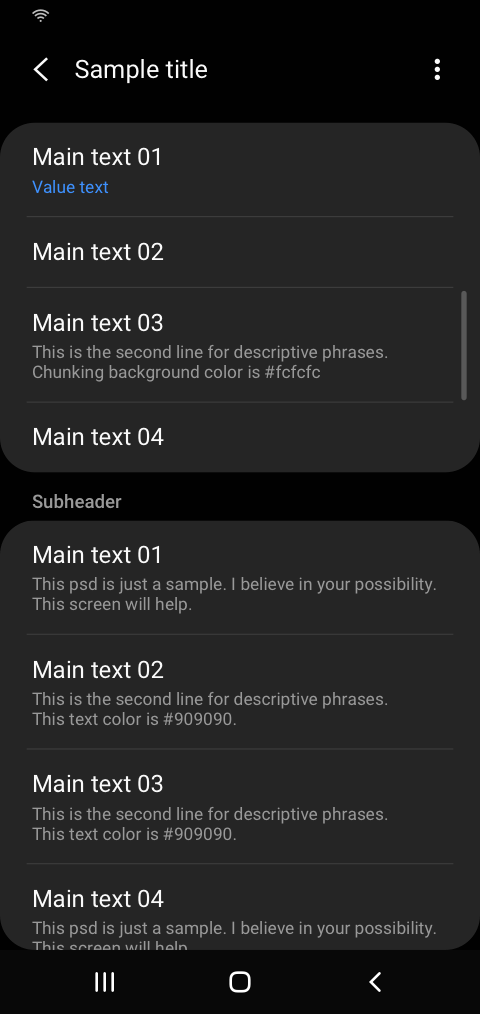 Sample title
Main text 01
Value text
Main text 02
Main text 03
This is the second line for descriptive phrases.
Chunking background color is #fcfcfc
Main text 04
Subheader
Main text 01
This psd is just a sample. I believe in your possibility.
This screen will help.
Main text 02
This is the second line for descriptive phrases.
This text color is #909090.
Main text 03
This is the second line for descriptive phrases.
This text color is #909090.
Main text 04
This psd is just a sample. I believe in your possibility.
This screen will help